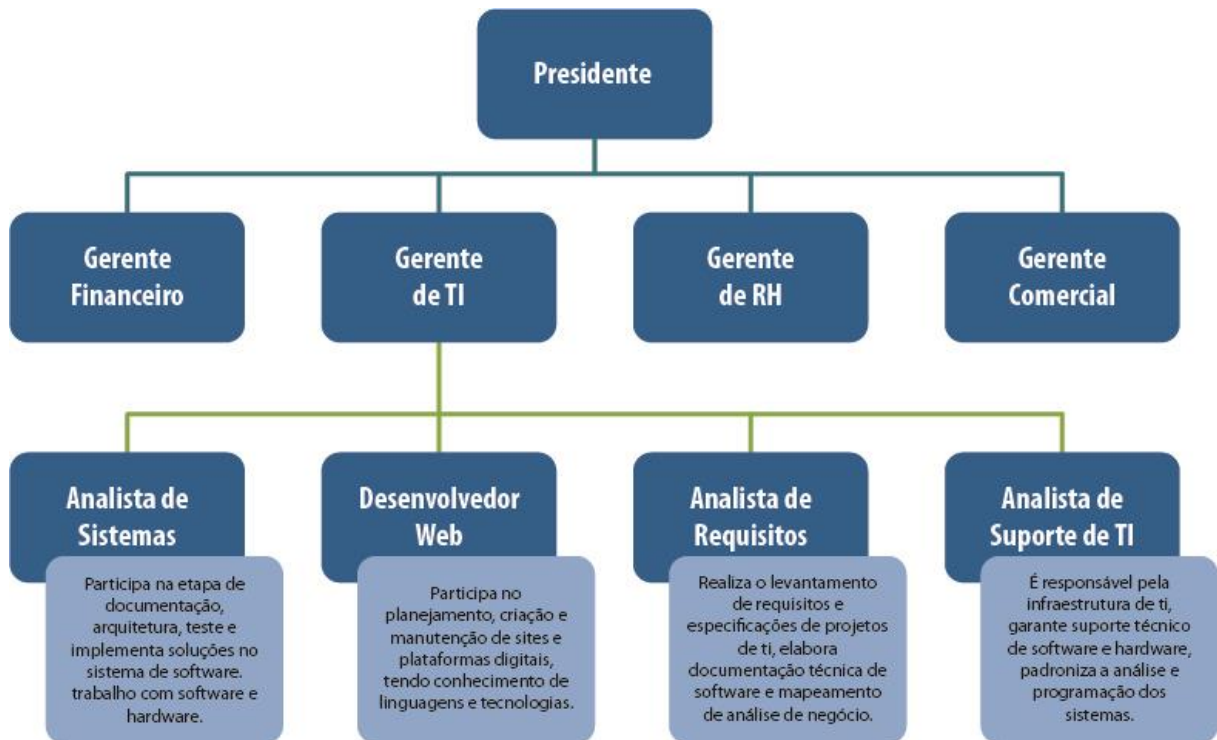 Presidente
Gerente
Financeiro
Gerente
de TI
Gerente
de RH
Gerente
Comercial
Analista de
Sistemas
Participa na etapa de
documentação,
arquitetura, teste e
implementa soluções no
sistema de software.
trabalho com software e
hardware.
Desenvolvedor
Web
Participa no
planejamento, criação e
manutenção de sites e
plataformas digitais,
tendo conhecimento de
linguagens e tecnologias.
Analista de
Requisitos
Realiza o levantamento
de requisitos e
especificações de projetos
de ti, elabora
documentação técnica de
software e mapeamento
de análise de negócio.
Analista de
Suporte de TI
É responsável pela
infraestrutura de ti,
garante suporte técnico
de software e hardware,
padroniza a análise e
programação dos
sistemas.